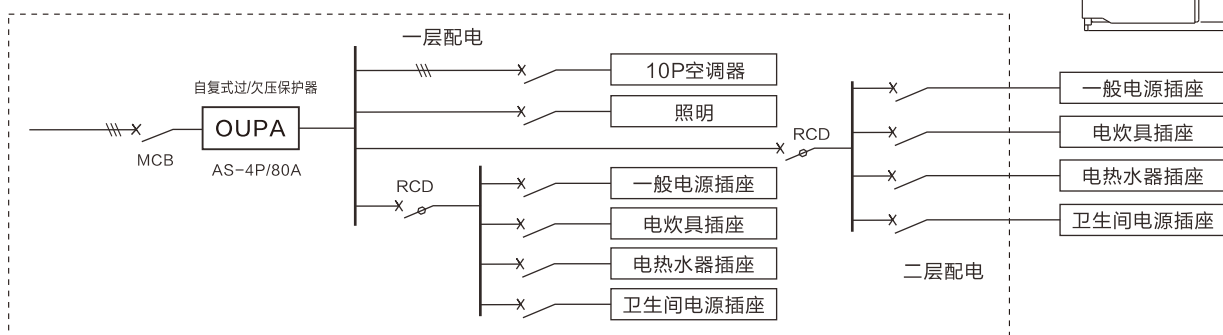 一层配电
10P空调器
自复式过/欠压保护器
一般电源插座
OUPA
照明
RCD
电炊具插座
MCB
AS-4P/80A
RCD
一般电源插座
电热水器插座
电炊具插座
卫生间电源插座
电热水器插座
二层配电
卫生间电源插座